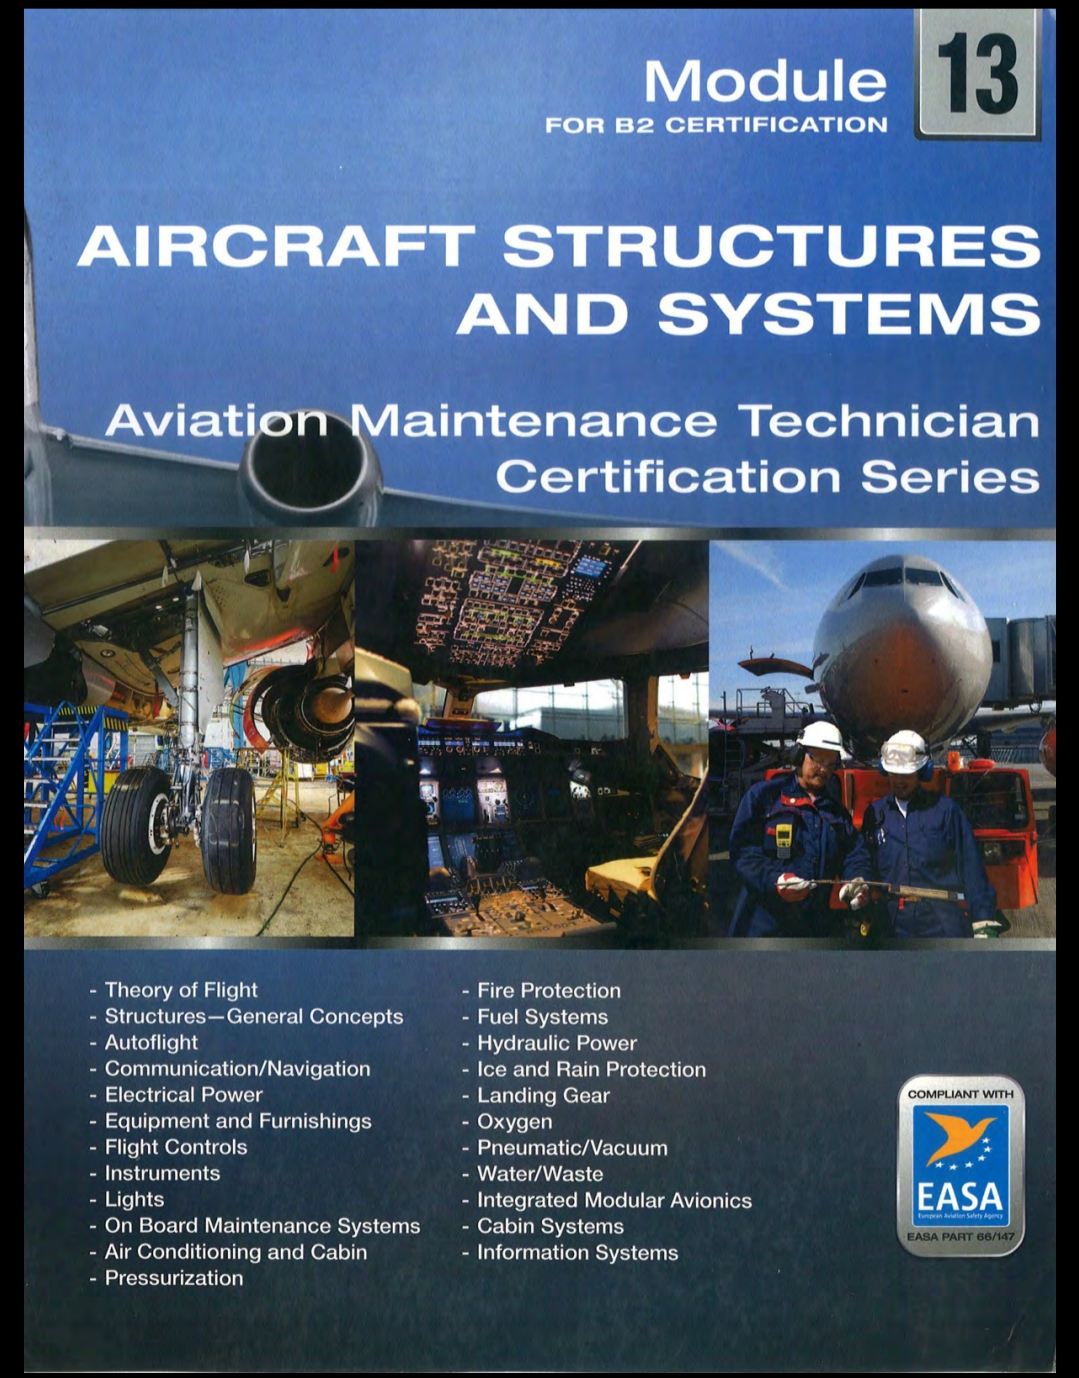 Module
13
FOR B2 CERTIFICATION
AIRCRAFT STRUCTURES
AND SYSTEMS
Aviation Maintenance Technician
Certification Series
- Theory of Flight
- Structures—General Concepts
- Autoflight
- Communication/Navigation
- Electrical Power
- Equipment and Furnishings
- Flight Controls
- Instruments
- Lights
- On Board Maintenance Systems
- Air Conditioning and Cabin
- Pressurization
- Fire Protection
- Fuel Systems
- Hydraulic Power
- Ice and Rain Protection
- Landing Gear
- Oxygen
- Pneumatic/Vacuum
- Water/Waste
- Integrated Modular Avionics
- Cabin Systems
- Information Systems
COMPLIANT WITH
EASA
European Aviation Safety Agency
EASA PART 66/147